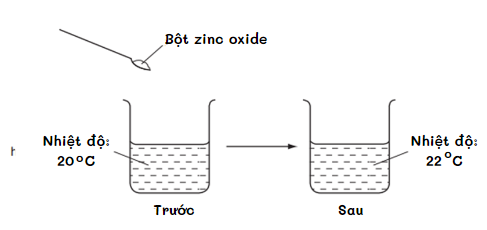 Bột zinc oxide
Nhiệt độ:
20°C
Nhiệt độ:
22°C
Trước
Sau